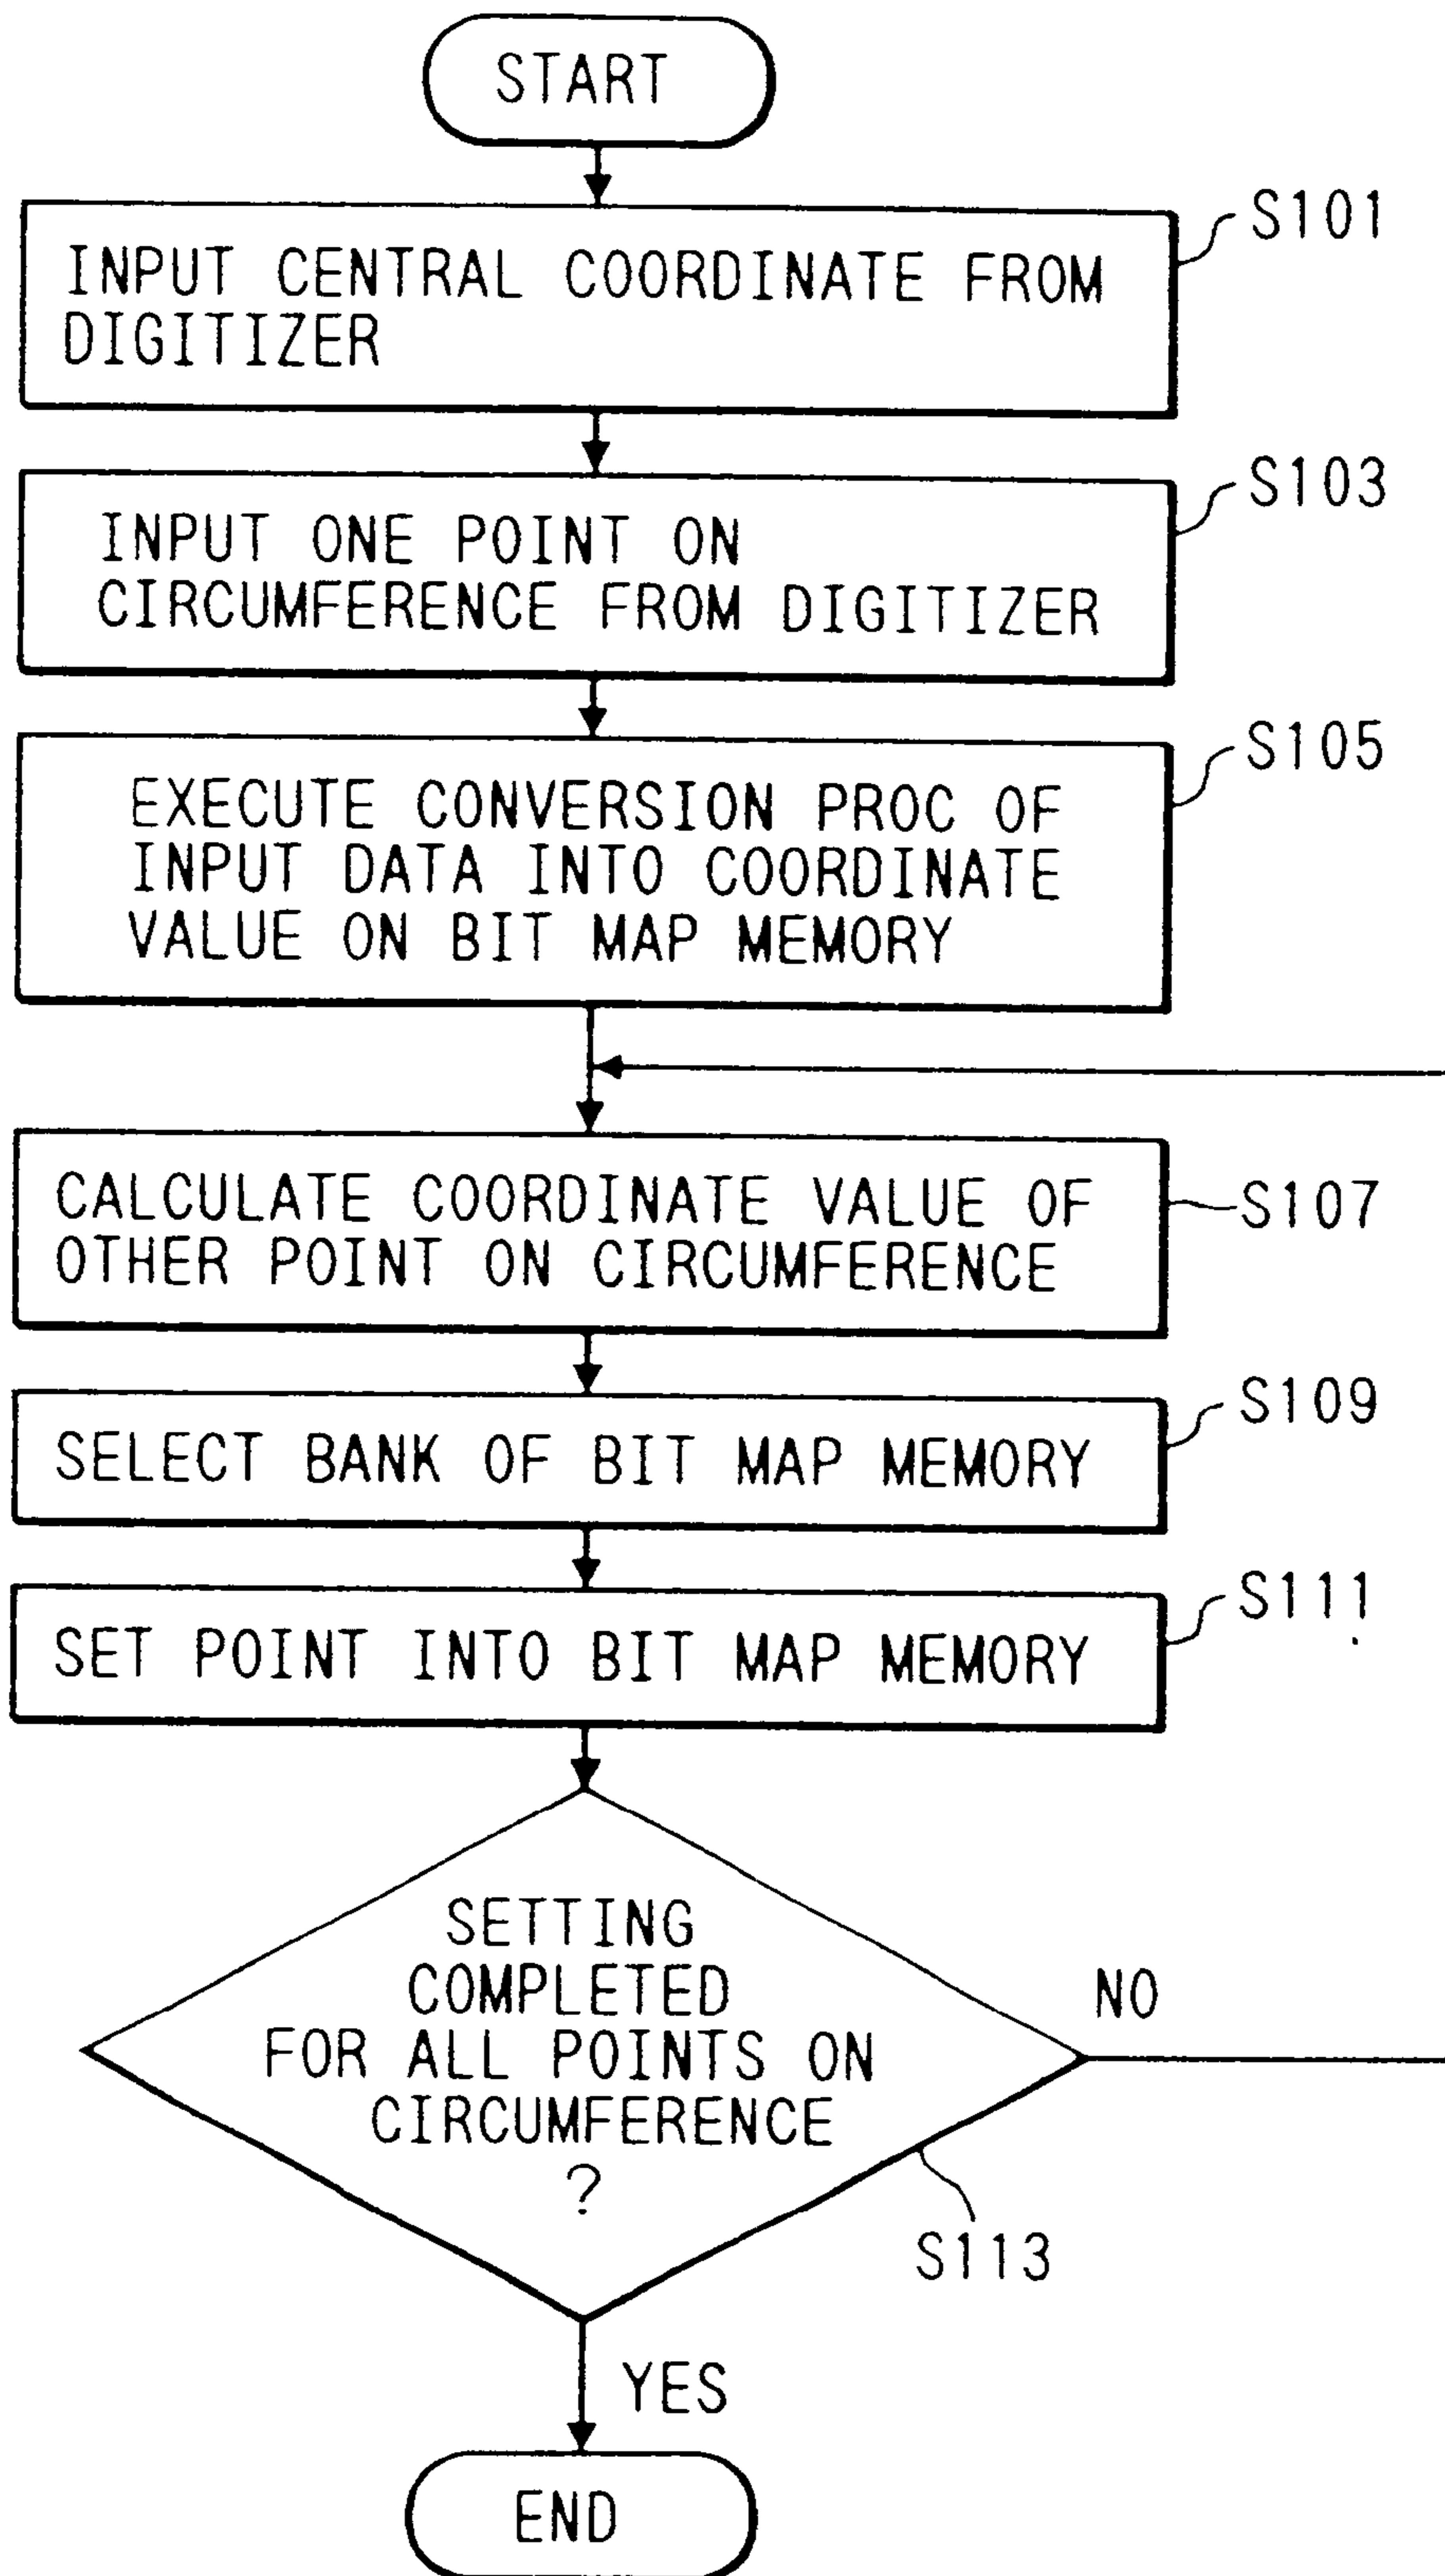 START
S101
INPUT CENTRAL COORDINATE FROM
DIGITIZER
S103
INPUT ONE POINT ON
CIRCUMFERENCE FROM DIGITIZER
S105
EXECUTE CONVERSION PROC OF
INPUT DATA INTO COORDINATE
VALUE ON BIT MAP MEMORY
CALCULATE COORDINATE VALUE OF
OTHER POINT ON CIRCUMFERENCE
S107
S109
SELECT BANK OF BIT MAP MEMORY
S111
SET POINT INTO BIT MAP MEMORY
SETTING
COMPLETED
FOR ALL POINTS ON
CIRCUMFERENCE
?
NO
S113
YES
END